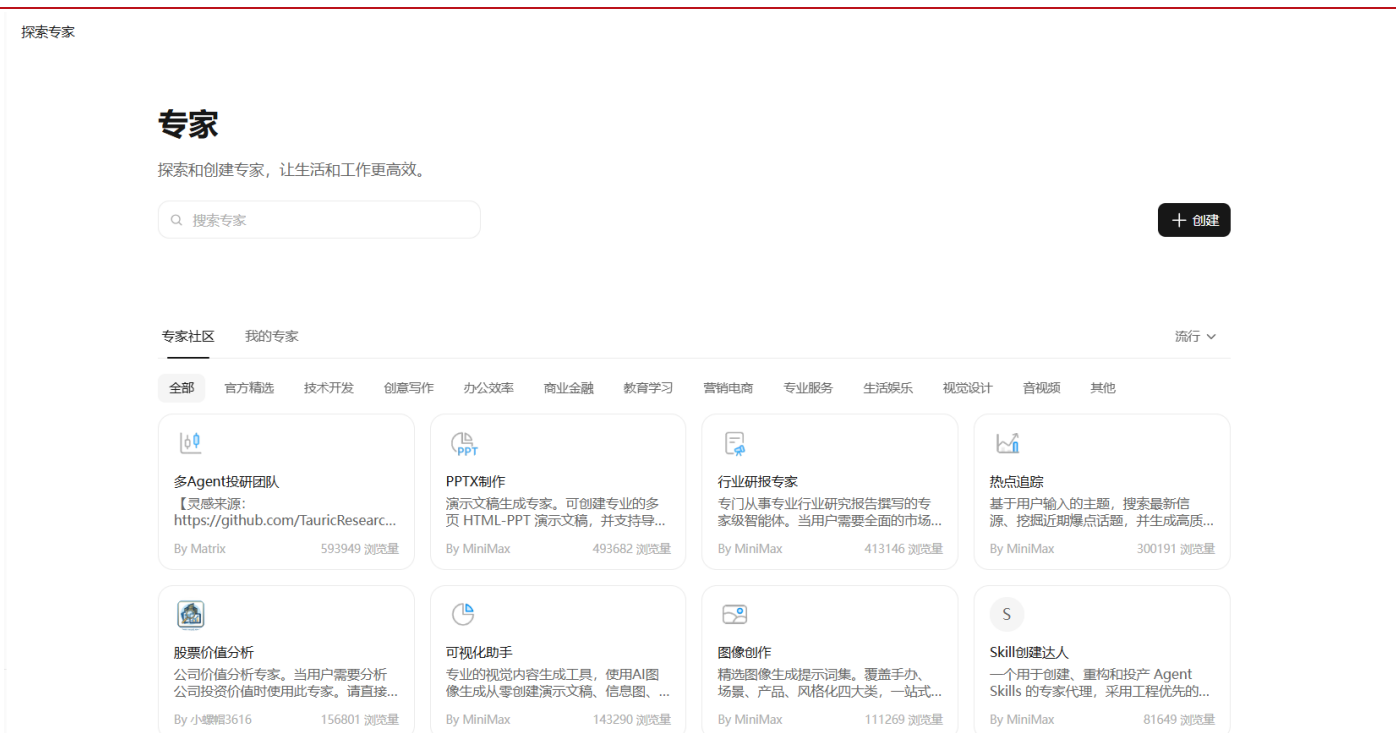 探索专家
专家
探索和创建专家，让生活和工作更高效。
搜索专家
创建
专家社区 我的专家 流行
全部 官方精选 技术开发 创意写作 办公效率 商业金融 教育学习 营销电商 专业服务 生活娱乐 视觉设计 音视频 其他
PPT
多Agent投研团队
【灵感来源：
https://github.com/TauricResearc...
By Matrix 593949 浏览量
PPTX制作
演示文稿生成专家。可创建专业的多
页 HTML-PPT 演示文稿，并支持导...
By MiniMax 493682 浏览量
行业研报专家
专门从事专业行业研究报告撰写的专
家级智能体。当用户需要全面的市场...
By MiniMax 413146 浏览量
热点追踪
基于用户输入的主题，搜索最新信
源、挖掘近期爆点话题，并生成高质...
By MiniMax 300191 浏览量
股票价值分析
公司价值分析专家。当用户需要分析
公司投资价值时使用此专家。请直接...
By 小螺帽3616 156801 浏览量
可视化助手
专业的视觉内容生成工具，使用AI图
像生成从零创建演示文稿、信息图、...
By MiniMax 143290 浏览量
图像创作
精选图像生成提示词集。覆盖手办、
场景、产品、风格化四大类，一站式...
By MiniMax 111269 浏览量
S
Skill创建达人
一个用于创建、重构和投产 Agent
Skills 的专家代理，采用工程优先的...
By MiniMax 81649 浏览量